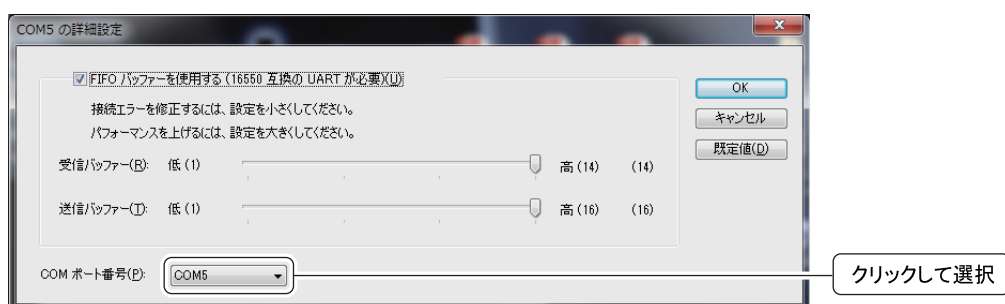 COM5 の詳細設定
FIFO バッファーを使用する (16550 互換の UART が必要)(U)
OK
接続エラーを修正するには、設定を小さくしてください。
キャンセル
パフォーマンスを上げるには、設定を大きくしてください。
既定値(D)
受信バッファー(R): 低 (1) 高 (14) (14)
送信バッファー(T): 低 (1) 高 (16) (16)
COM ポート番号(P): COM5
クリックして選択